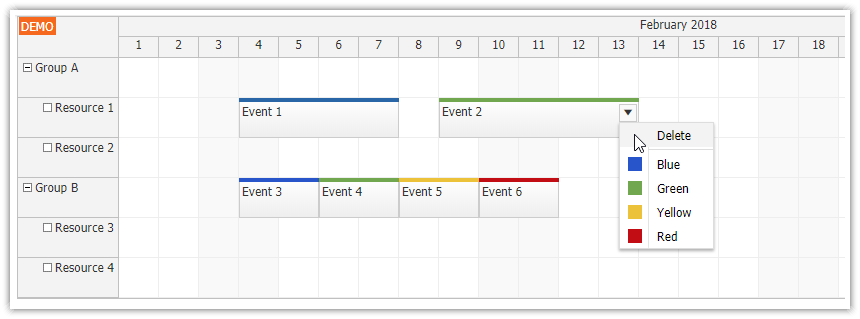 DEMO
February 2018
1 2 3 4 5 6 7 8 9 10 11 12 13 14 15 16 17 18
Group A
Resource 1 Event 1 Event 2
Delete
Resource 2
Blue
Group B Event 3 Event 4 Event 5 Event 6 Green
Yellow
Resource 3 Red
Resource 4